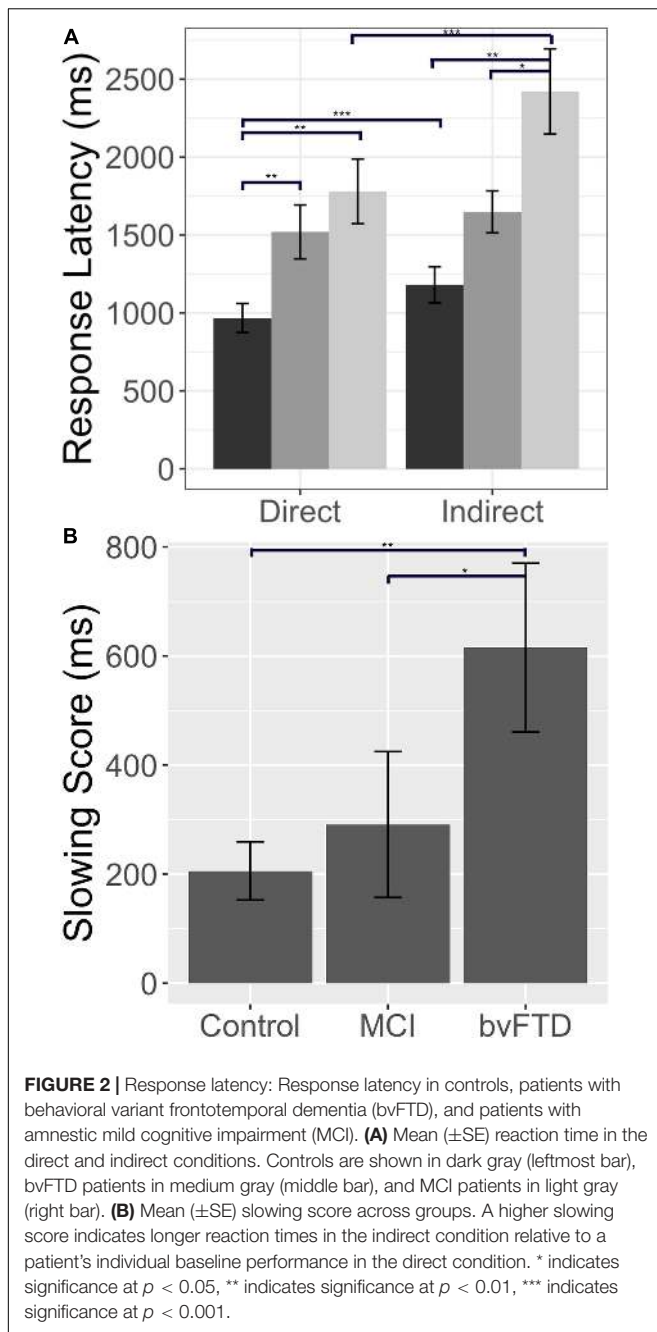 A
Response Latency (ms)
2500
2000
1500
1000
500
0
***
**
*
***
**
**
Direct Indirect
B
Slowing Score (ms)
800
600
400
200
0
**
*
Control MCI bvFTD
FIGURE 2 | Response latency: Response latency in controls, patients with
behavioral variant frontotemporal dementia (bvFTD), and patients with
amnestic mild cognitive impairment (MCI). (A) Mean (±SE) reaction time in the
direct and indirect conditions. Controls are shown in dark gray (leftmost bar),
bvFTD patients in medium gray (middle bar), and MCI patients in light gray
(right bar). (B) Mean (±SE) slowing score across groups. A higher slowing
score indicates longer reaction times in the indirect condition relative to a
patient's individual baseline performance in the direct condition. * indicates
significance at p < 0.05, ** indicates significance at p < 0.01, *** indicates
significance at p < 0.001.